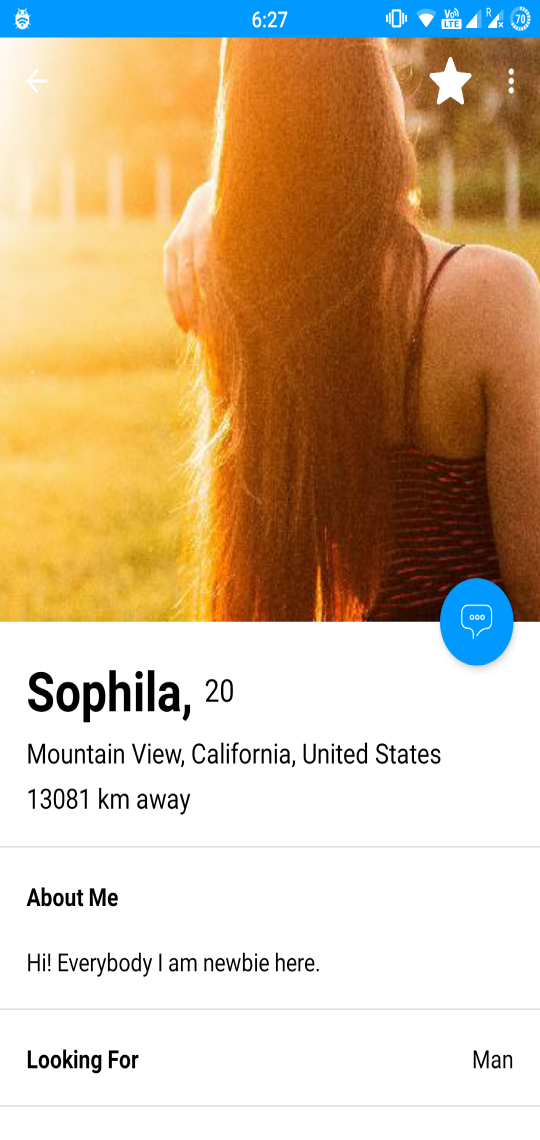 6:27
Vo)) LTE
R
70
Sophila, 20
Mountain View, California, United States
13081 km away
About Me
Hi! Everybody I am newbie here.
Looking For Man